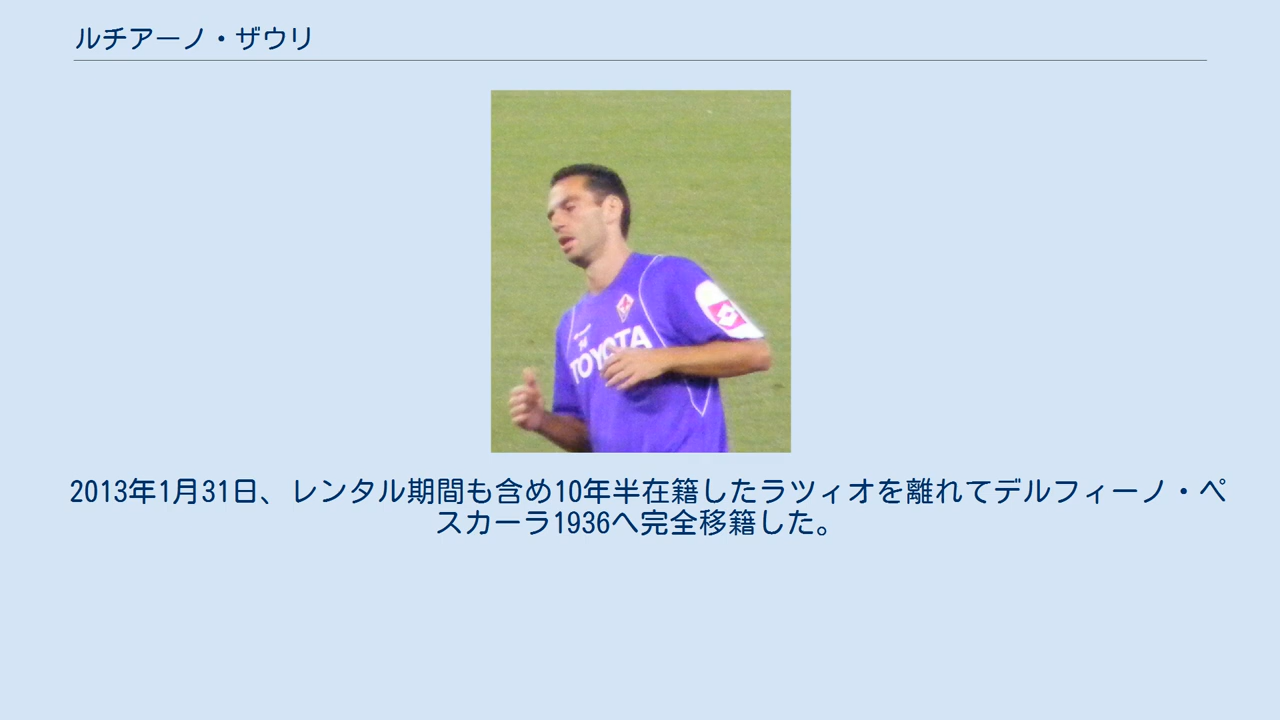 ルチアーノ・ザウリ
TOYOTA
2013年1月31日、レンタル期間も含め10年半在籍したラツィオを離れてデルフィーノ・ペ
スカーラ1936へ完全移籍した。